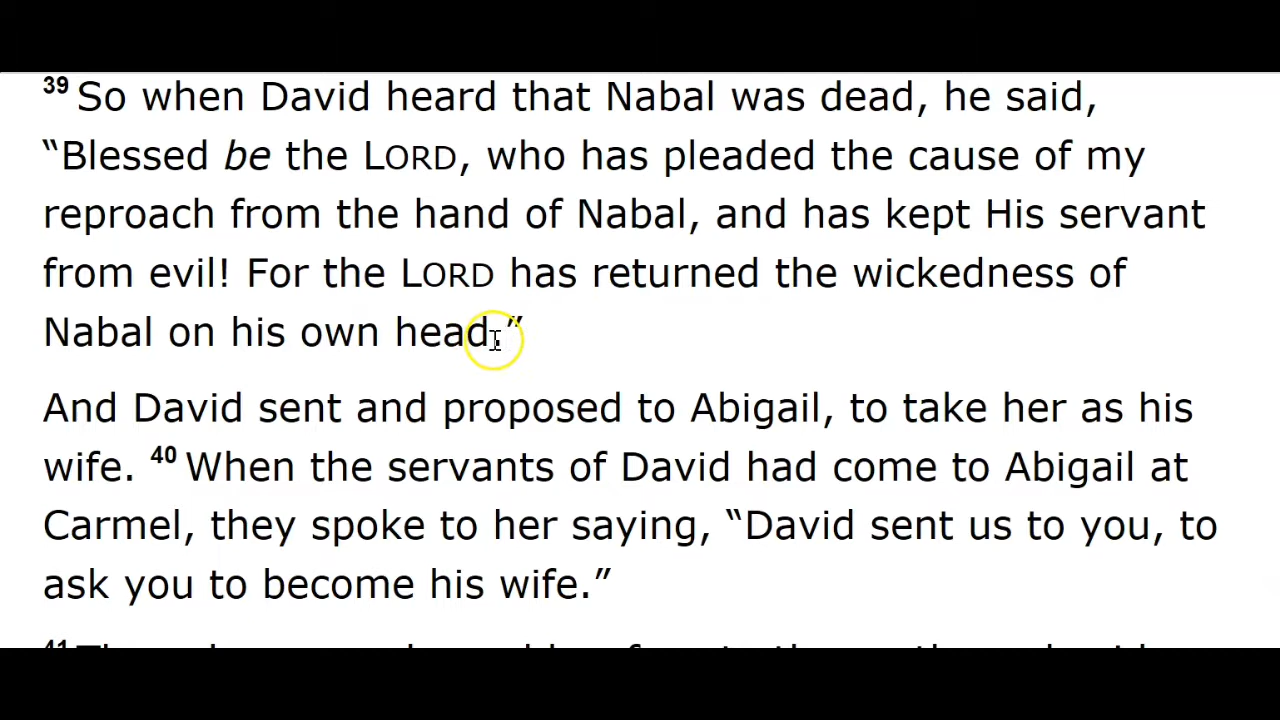 39 So when David heard that Nabal was dead, he said,
“Blessed be the LORD, who has pleaded the cause of my
reproach from the hand of Nabal, and has kept His servant
from evil! For the LORD has returned the wickedness of
Nabal on his own head.”
And David sent and proposed to Abigail, to take her as his
wife. 40 When the servants of David had come to Abigail at
Carmel, they spoke to her saying, “David sent us to you, to
ask you to become his wife.”
41